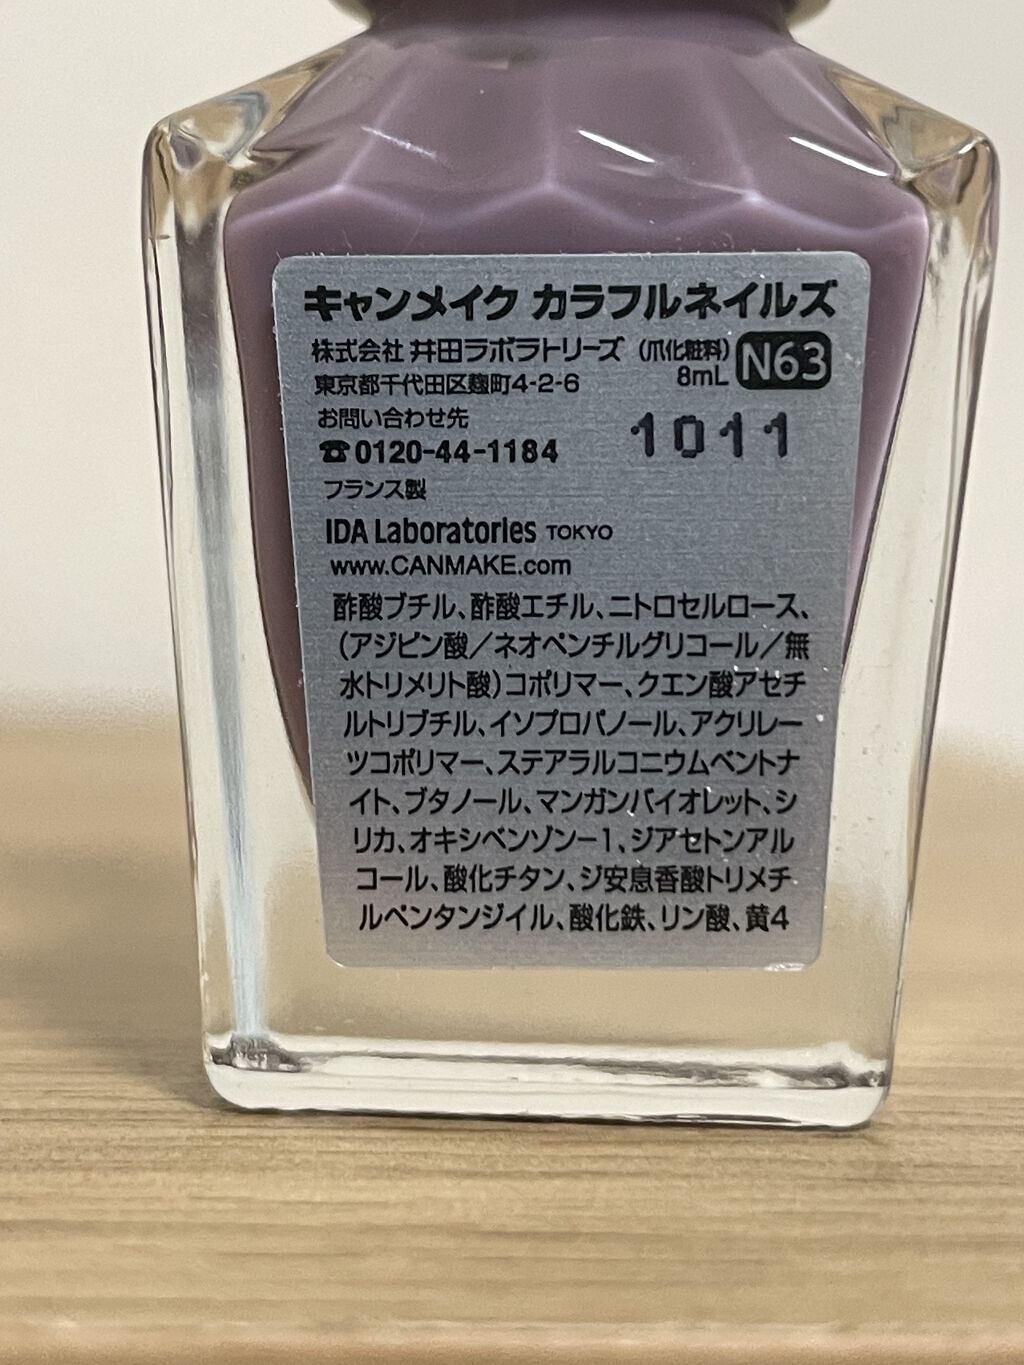 キャンメイク カラフルネイルズ
株式会社 井田ラボラトリーズ (爪化粧料) N63
東京都千代田区麹町4-2-6 8mL
お問い合わせ先
☎0120-44-1184 1011
フランス製
IDA Laboratories TOKYO
www.CANMAKE.com
酢酸ブチル、酢酸エチル、ニトロセルロース、
(アジピン酸/ネオペンチルグリコール/無
水トリメリト酸)コポリマー、クエン酸アセチ
ルトリブチル、イソプロパノール、アクリレー
ツコポリマー、ステアラルコニウムベントナ
イト、ブタノール、マンガンバイオレット、シ
リカ、オキシベンゾン-1、ジアセトンアル
コール、酸化チタン、ジ安息香酸トリメチ
ルペンタンジイル、酸化鉄、リン酸、黄4